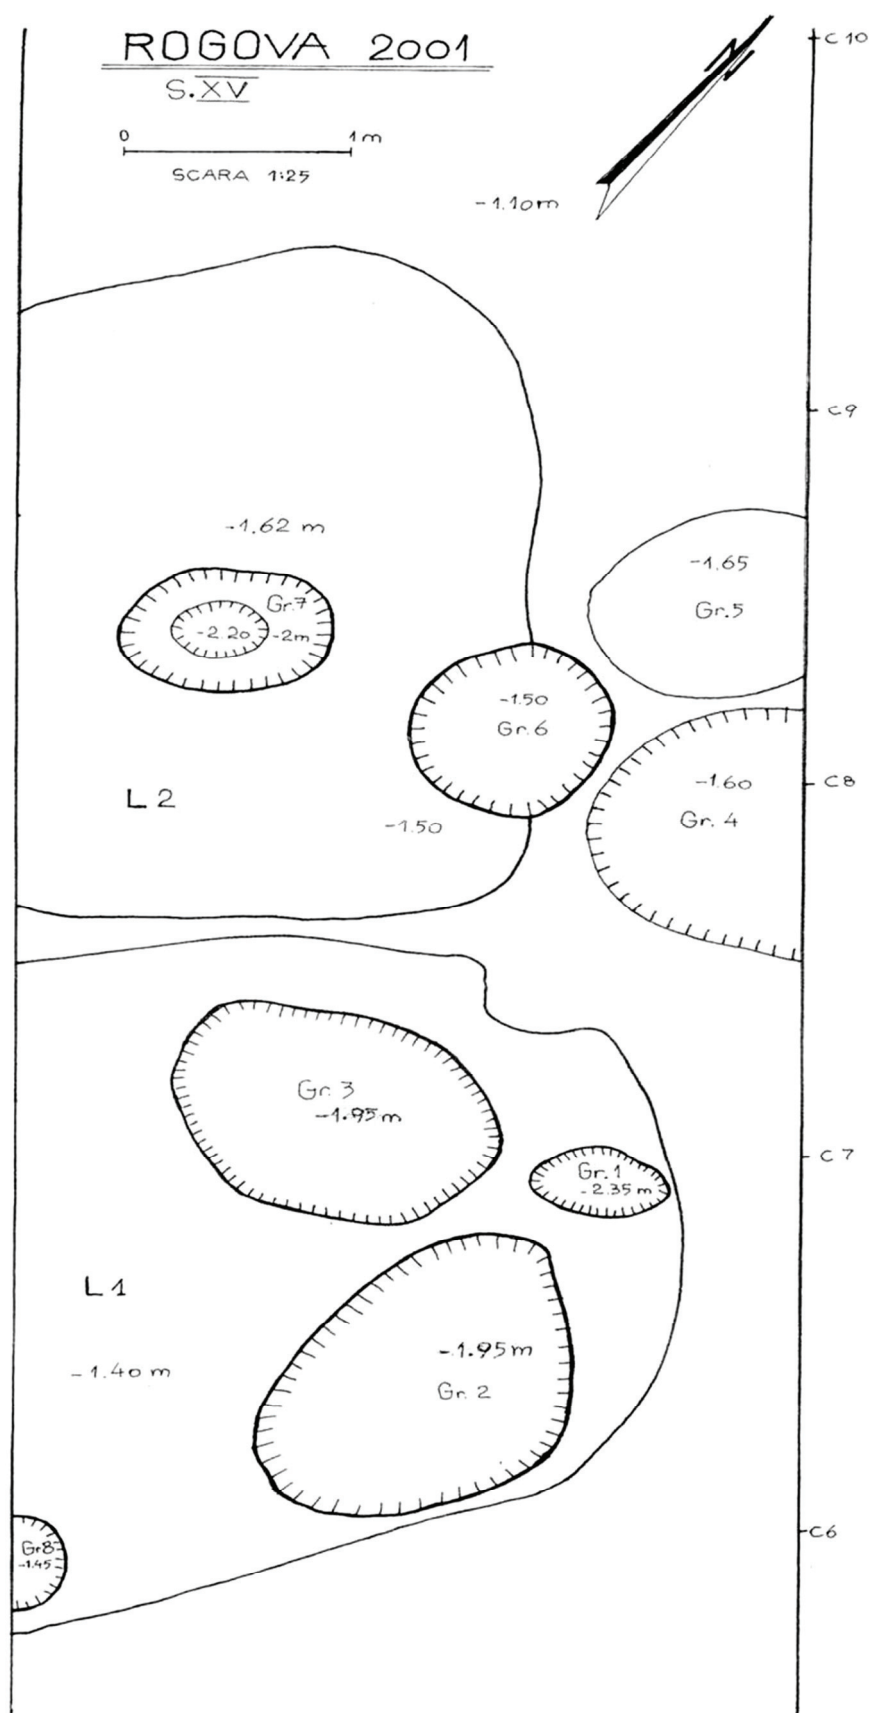 ROGOVA 2001
S.XV
0 1m
SCARA 1:25
N
C 10
-1.10m
C9
-1.62 m
-1.65
Gr.5
Gr.7
-2.20 -2m
-1.50
Gr.6
-1.60
Gr. 4
C8
L 2
-1.50
Gr. 3
-1.95m
C 7
Gr. 1
-2.35 m
L 1
-1.95m
Gr. 2
-1.40 m
C6
Gr8
-1.45